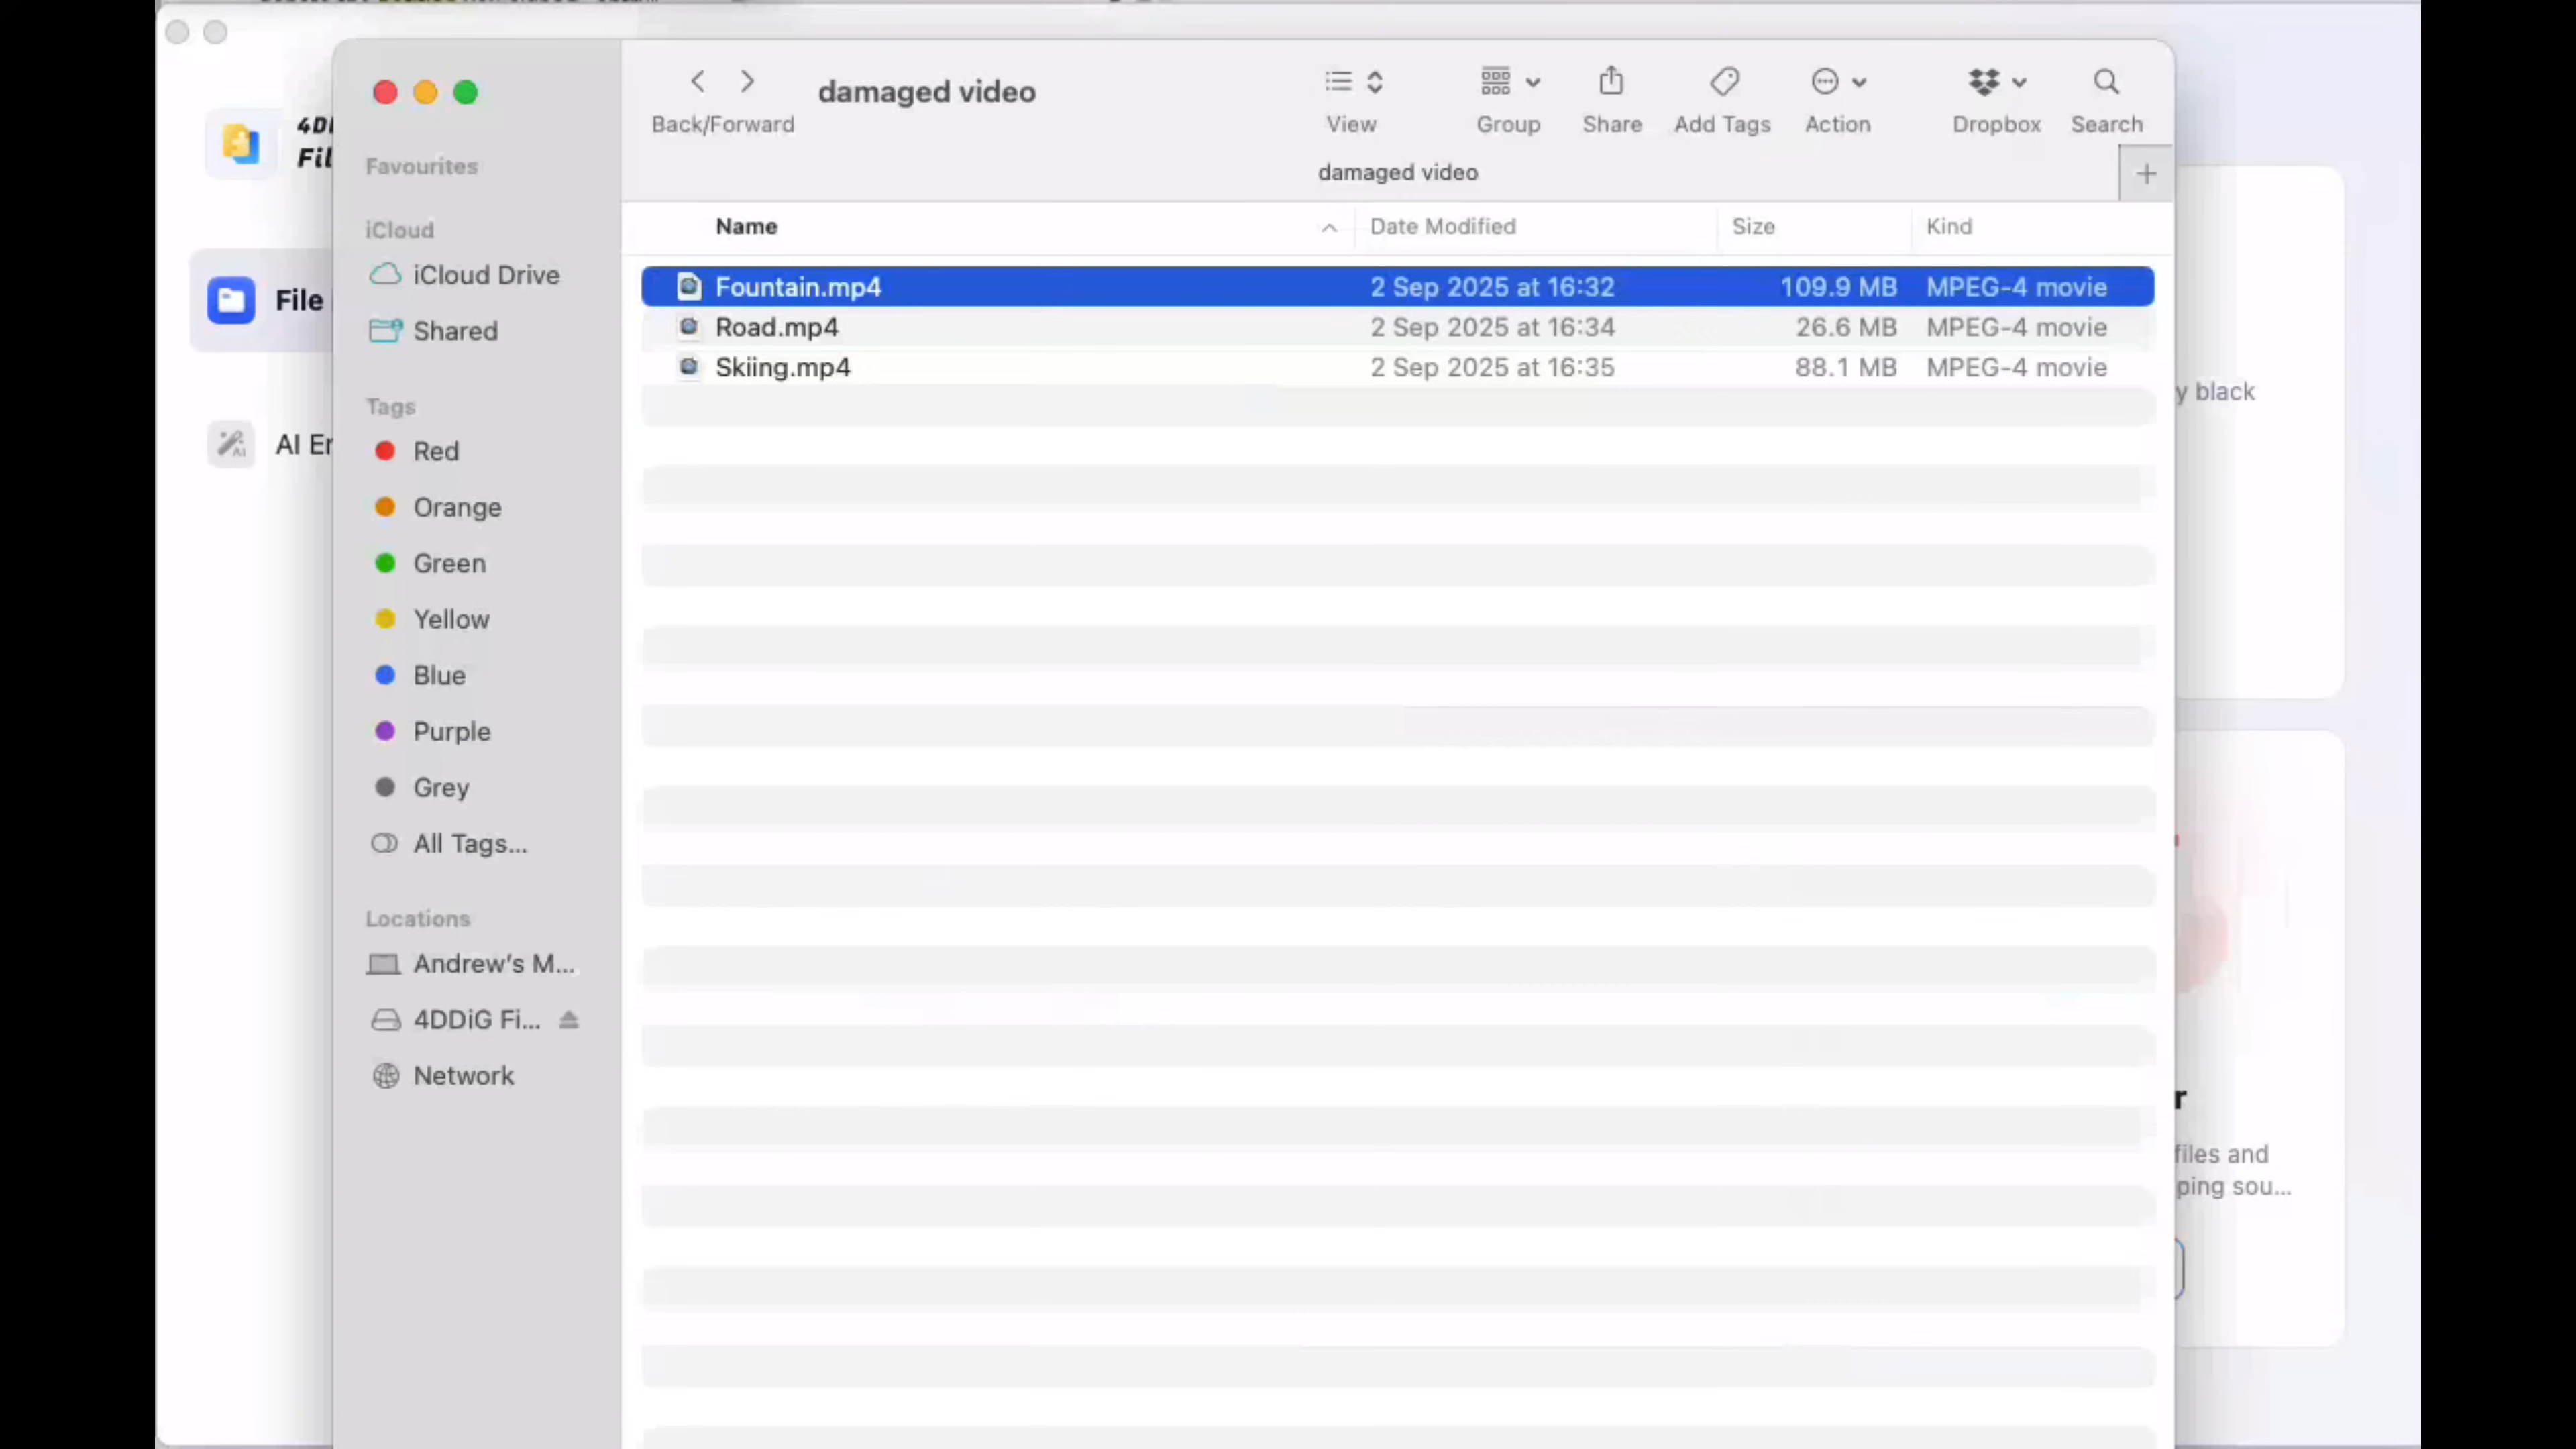 damaged video
Back/Forward
View
Group
Share
Add Tags
Action
Dropbox
Search
damaged video
Favourites
iCloud
iCloud Drive
Shared
Tags
Red
Orange
Green
Yellow
Blue
Purple
Grey
All Tags...
Locations
Andrew's M...
4DDiG Fi...
Network
Name Date Modified Size Kind
Fountain.mp4 2 Sep 2025 at 16:32 109.9 MB MPEG-4 movie
Road.mp4 2 Sep 2025 at 16:34 26.6 MB MPEG-4 movie
Skiing.mp4 2 Sep 2025 at 16:35 88.1 MB MPEG-4 movie
File
AI
y black
r
files and
ping sou...